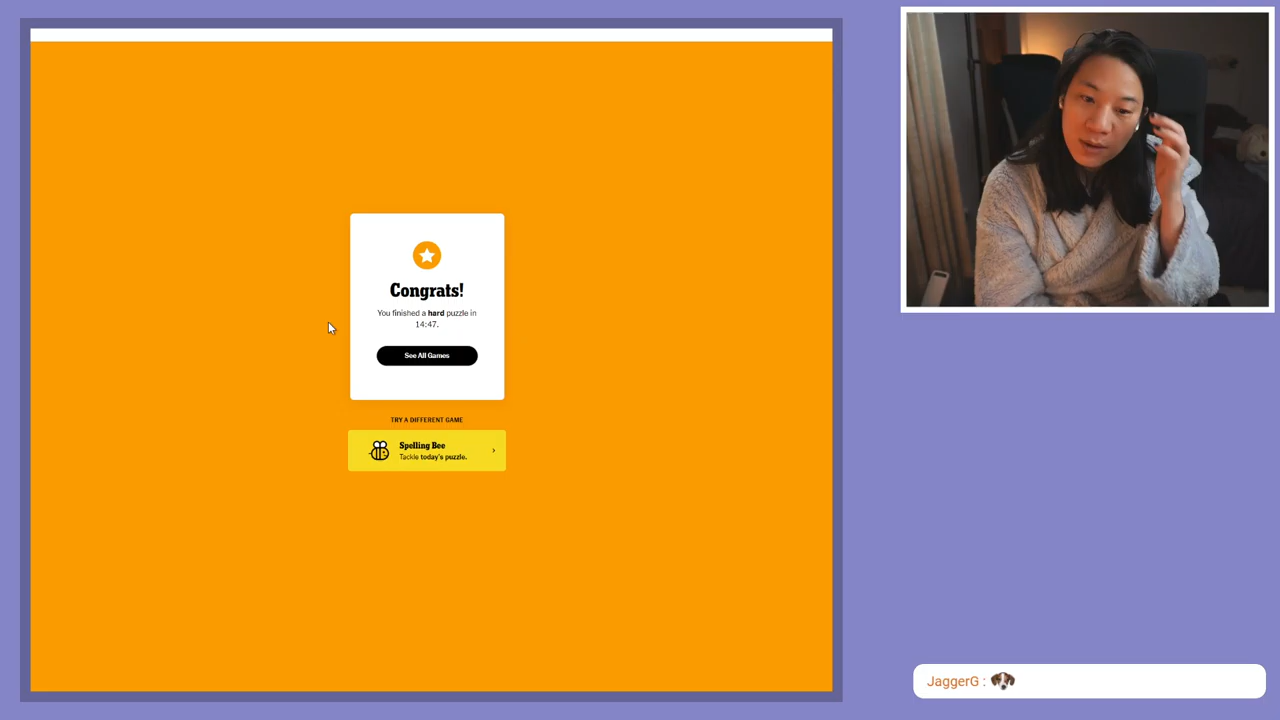 Congrats!
You finished a hard puzzle in
14:47.
See All Games
TRY A DIFFERENT GAME
Spelling Bee
Tackle today's puzzle.
JaggerG :